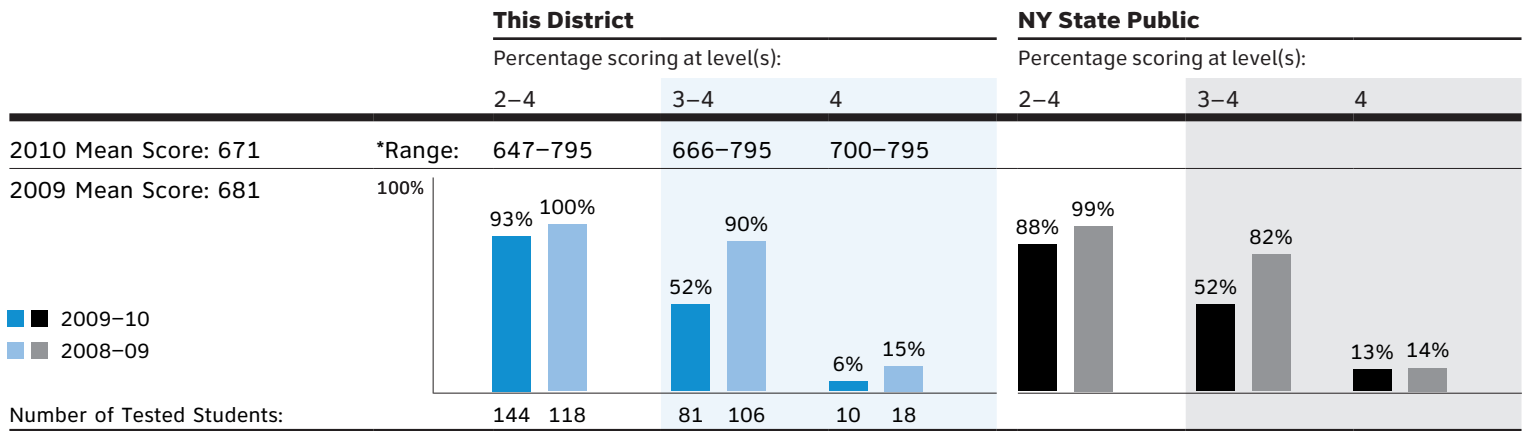 This District NY State Public
Percentage scoring at level(s): Percentage scoring at level(s):
2–4 3–4 4 2–4 3–4 4
2010 Mean Score: 671 *Range: 647–795 666–795 700–795
2009 Mean Score: 681 100%
93% 100% 90% 88% 99% 82%
52% 52%
6% 15% 13% 14%
2009–10
2008–09
Number of Tested Students: 144 118 81 106 10 18